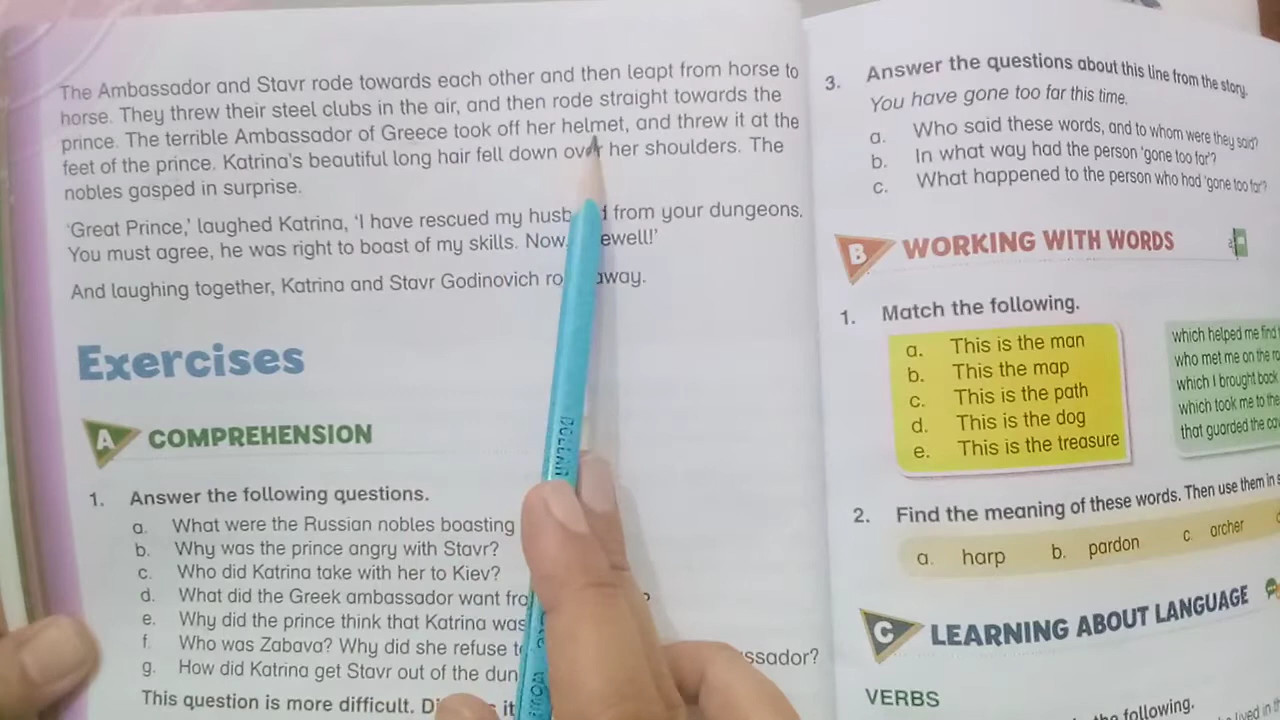 The Ambassador and Stavr rode towards each other and then leapt from horse to
horse. They threw their steel clubs in the air, and then rode straight towards the
prince. The terrible Ambassador of Greece took off her helmet, and threw it at the
feet of the prince. Katrina's beautiful long hair fell down over her shoulders. The
nobles gasped in surprise.
'Great Prince,' laughed Katrina, 'I have rescued my from your dungeons.
You must agree, he was right to boast of my skills. Now,
And laughing together, Katrina and Stavr Godinovich away.
Exercises
A COMPREHENSION
1. Answer the following questions.
a. What were the Russian nobles boasting
b. Why was the prince angry with Stavr?
c. Who did Katrina take with her to Kiev?
d. What did the Greek ambassador want
e. Why did the prince think that Katrina was
f. Who was Zabava? Why did she refuse
g. How did Katrina get Stavr out of the
This question is more difficult. it
3. Answer the questions about this line from the story.
You have gone too far this time.
a. Who said these words, and to whom were they said?
b. In what way had the person 'gone too far'?
c. What happened to the person who had 'gone too far'?
B WORKING WITH WORDS
1. Match the following.
a. This is the man
b. This the map
c. This is the path
d. This is the dog
e. This is the treasure
which helped me find
who met me on the
which I brought back
which took me to the
that guarded the
2. Find the meaning of these words. Then use them in
a. harp b. pardon c. archer
C LEARNING ABOUT LANGUAGE
VERBS
following.